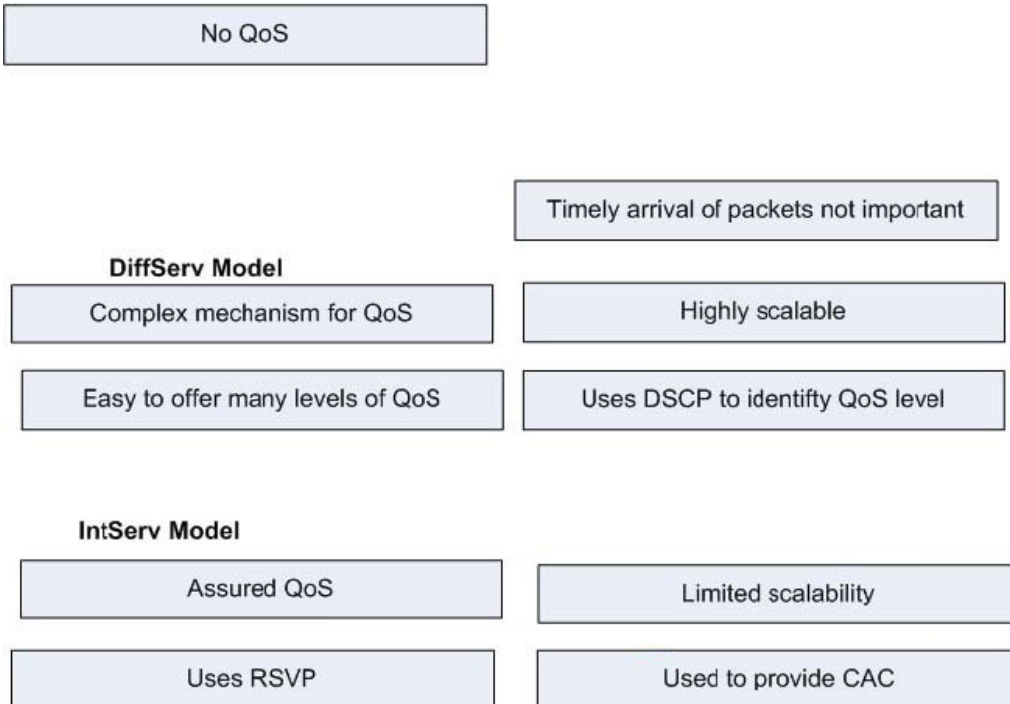 No QoS
Timely arrival of packets not important
DiffServ Model
Complex mechanism for QoS
Highly scalable
Easy to offer many levels of QoS
Uses DSCP to identifty QoS level
IntServ Model
Assured QoS
Limited scalability
Uses RSVP
Used to provide CAC